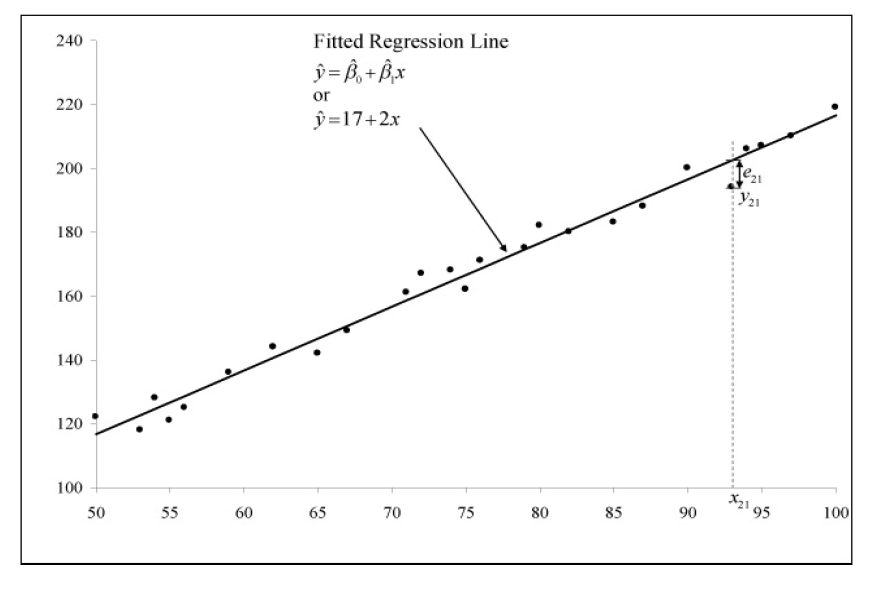 Fitted Regression Line
ŷ = β̂₀ + β̂₁x
or
ŷ = 17 + 2x
240
220
200
180
160
140
120
100
e₂₁
y₂₁
x₂₁
50 55 60 65 70 75 80 85 90 95 100